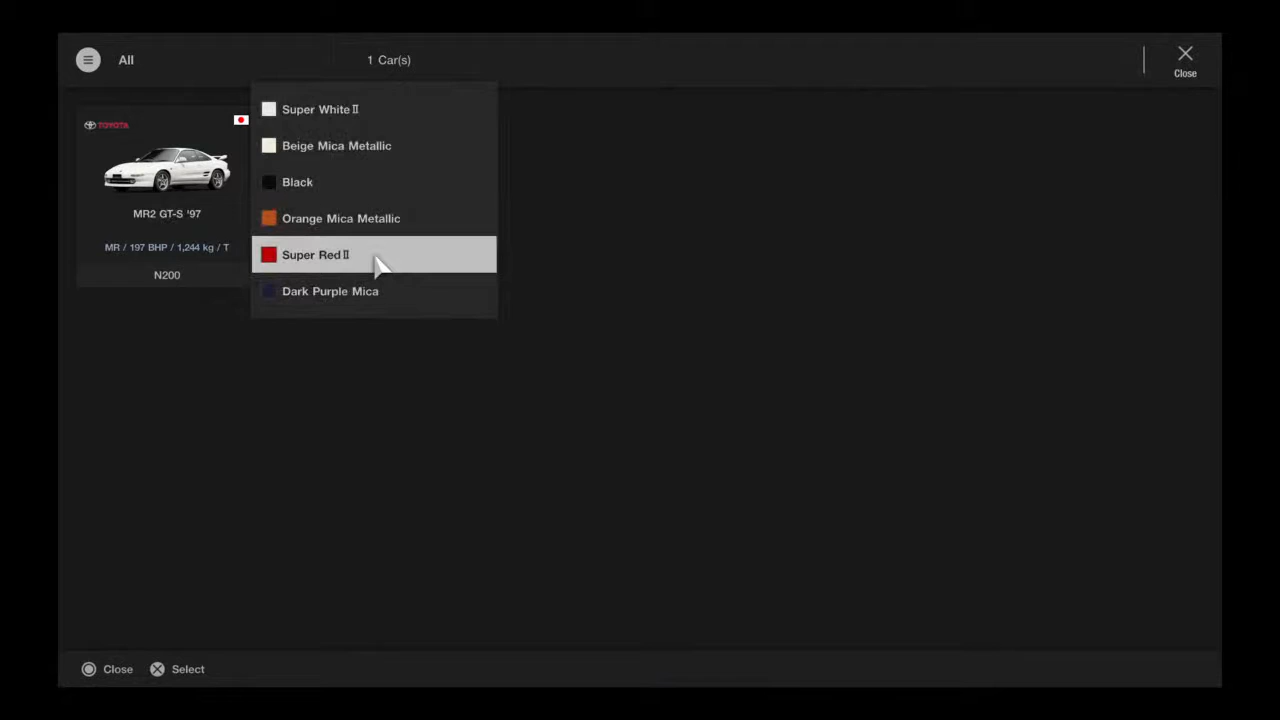 All
1 Car(s)
Close
TOYOTA
MR2 GT-S '97
MR / 197 BHP / 1,244 kg / T
N200
Super White Ⅱ
Beige Mica Metallic
Black
Orange Mica Metallic
Super Red Ⅱ
Dark Purple Mica
Close
Select